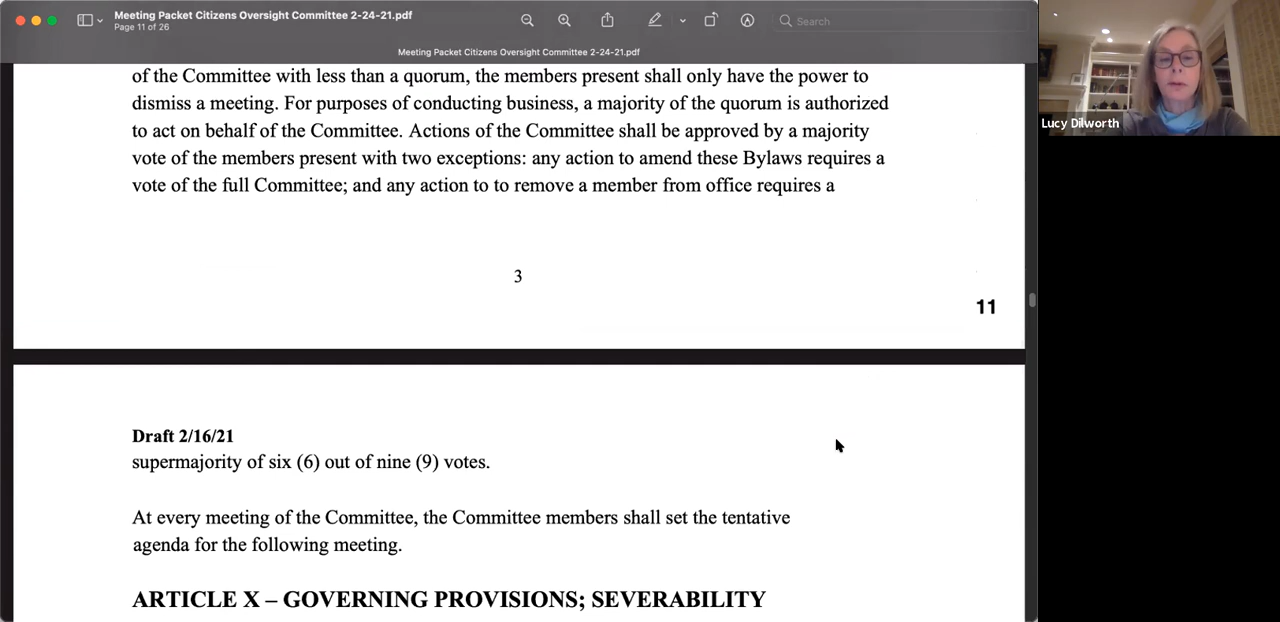 Meeting Packet Citizens Oversight Committee 2-24-21.pdf
Page 11 of 26
Search
Meeting Packet Citizens Oversight Committee 2-24-21.pdf
of the Committee with less than a quorum, the members present shall only have the power to
dismiss a meeting. For purposes of conducting business, a majority of the quorum is authorized
to act on behalf of the Committee. Actions of the Committee shall be approved by a majority
vote of the members present with two exceptions: any action to amend these Bylaws requires a
vote of the full Committee; and any action to to remove a member from office requires a
3
11
Draft 2/16/21
supermajority of six (6) out of nine (9) votes.
At every meeting of the Committee, the Committee members shall set the tentative
agenda for the following meeting.
ARTICLE X – GOVERNING PROVISIONS; SEVERABILITY
Lucy Dilworth